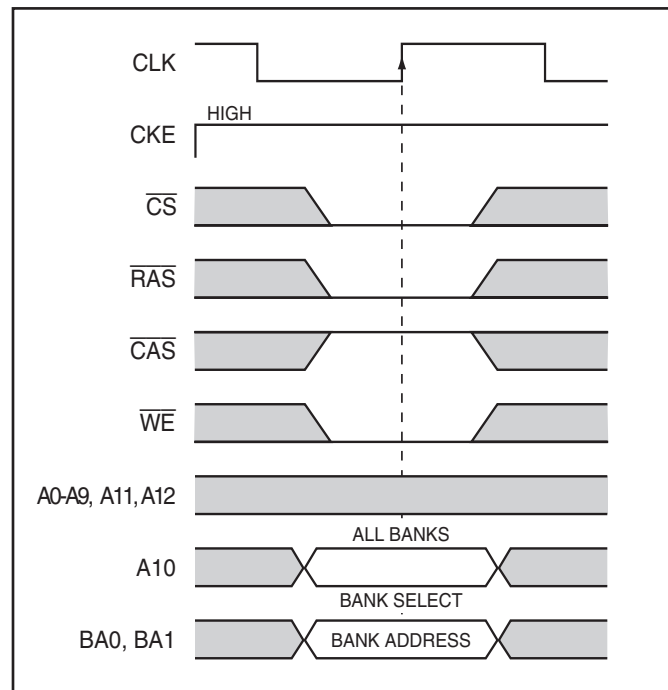 CLK
HIGH
CKE
CS
RAS
CAS
WE
A0-A9, A11, A12
ALL BANKS
A10
BANK SELECT
BA0, BA1
BANK ADDRESS